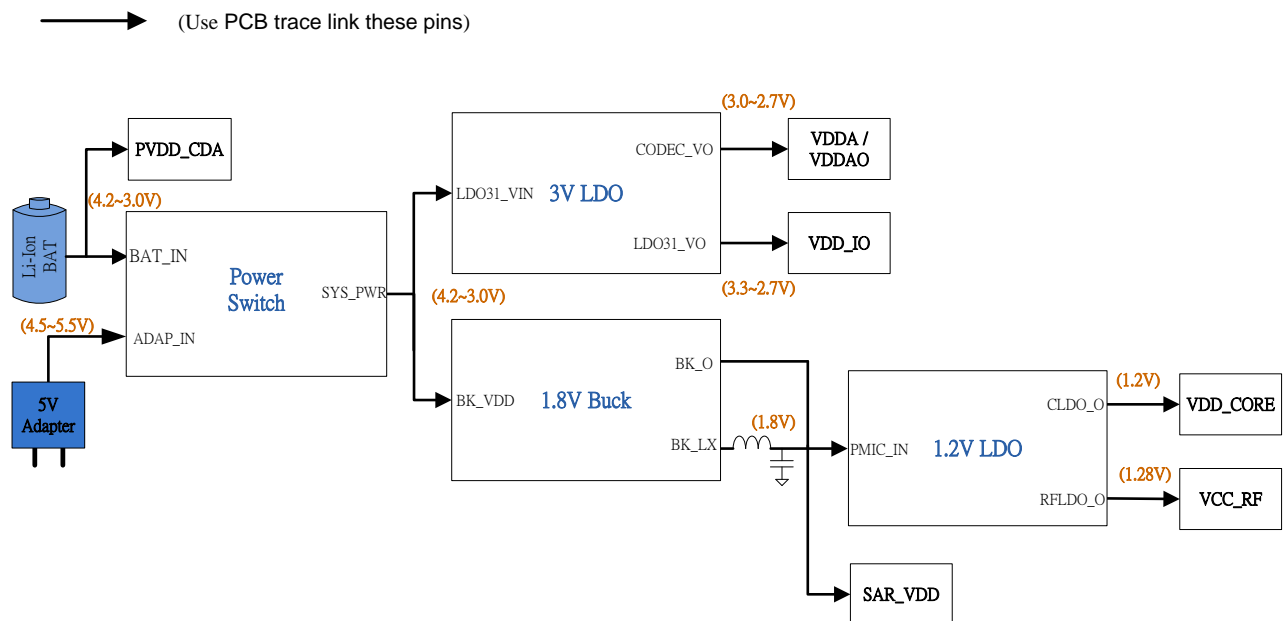 (Use PCB trace link these pins)
(3.0~2.7V)
PVDD_CDA
CODEC_VO
VDDA /
VDDAO
(4.2~3.0V)
LDO31_VIN
3V LDO
Li-Ion
BAT
BAT_IN
LDO31_VO
VDD_IO
Power
Switch
SYS_PWR
(4.2~3.0V)
(3.3~2.7V)
(4.5~5.5V)
ADAP_IN
BK_O
(1.2V)
5V
Adapter
BK_VDD
1.8V Buck
CLDO_O
VDD_CORE
(1.8V)
BK_LX
PMIC_IN
1.2V LDO
(1.28V)
RFLDO_O
VCC_RF
SAR_VDD